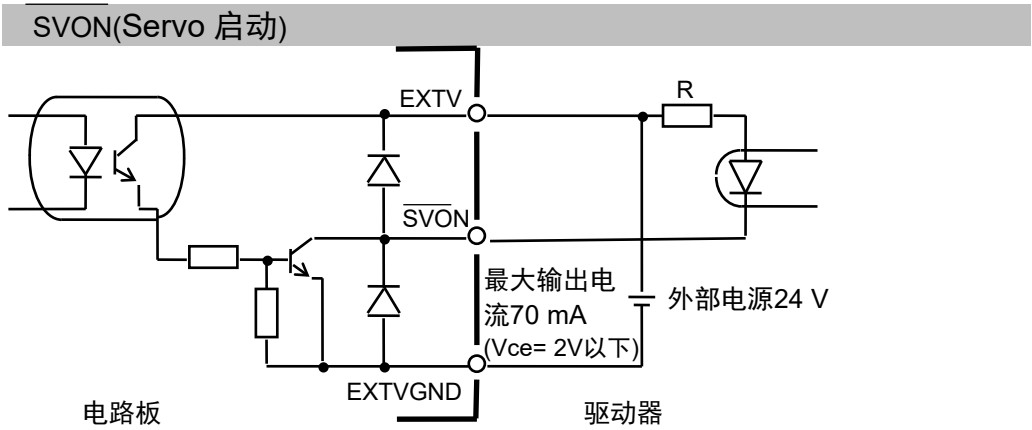 SVON(Servo 启动)
EXTV
R
SVON
最大输出电
流70 mA
(Vce= 2V以下)
外部电源24 V
EXTVGND
电路板
驱动器